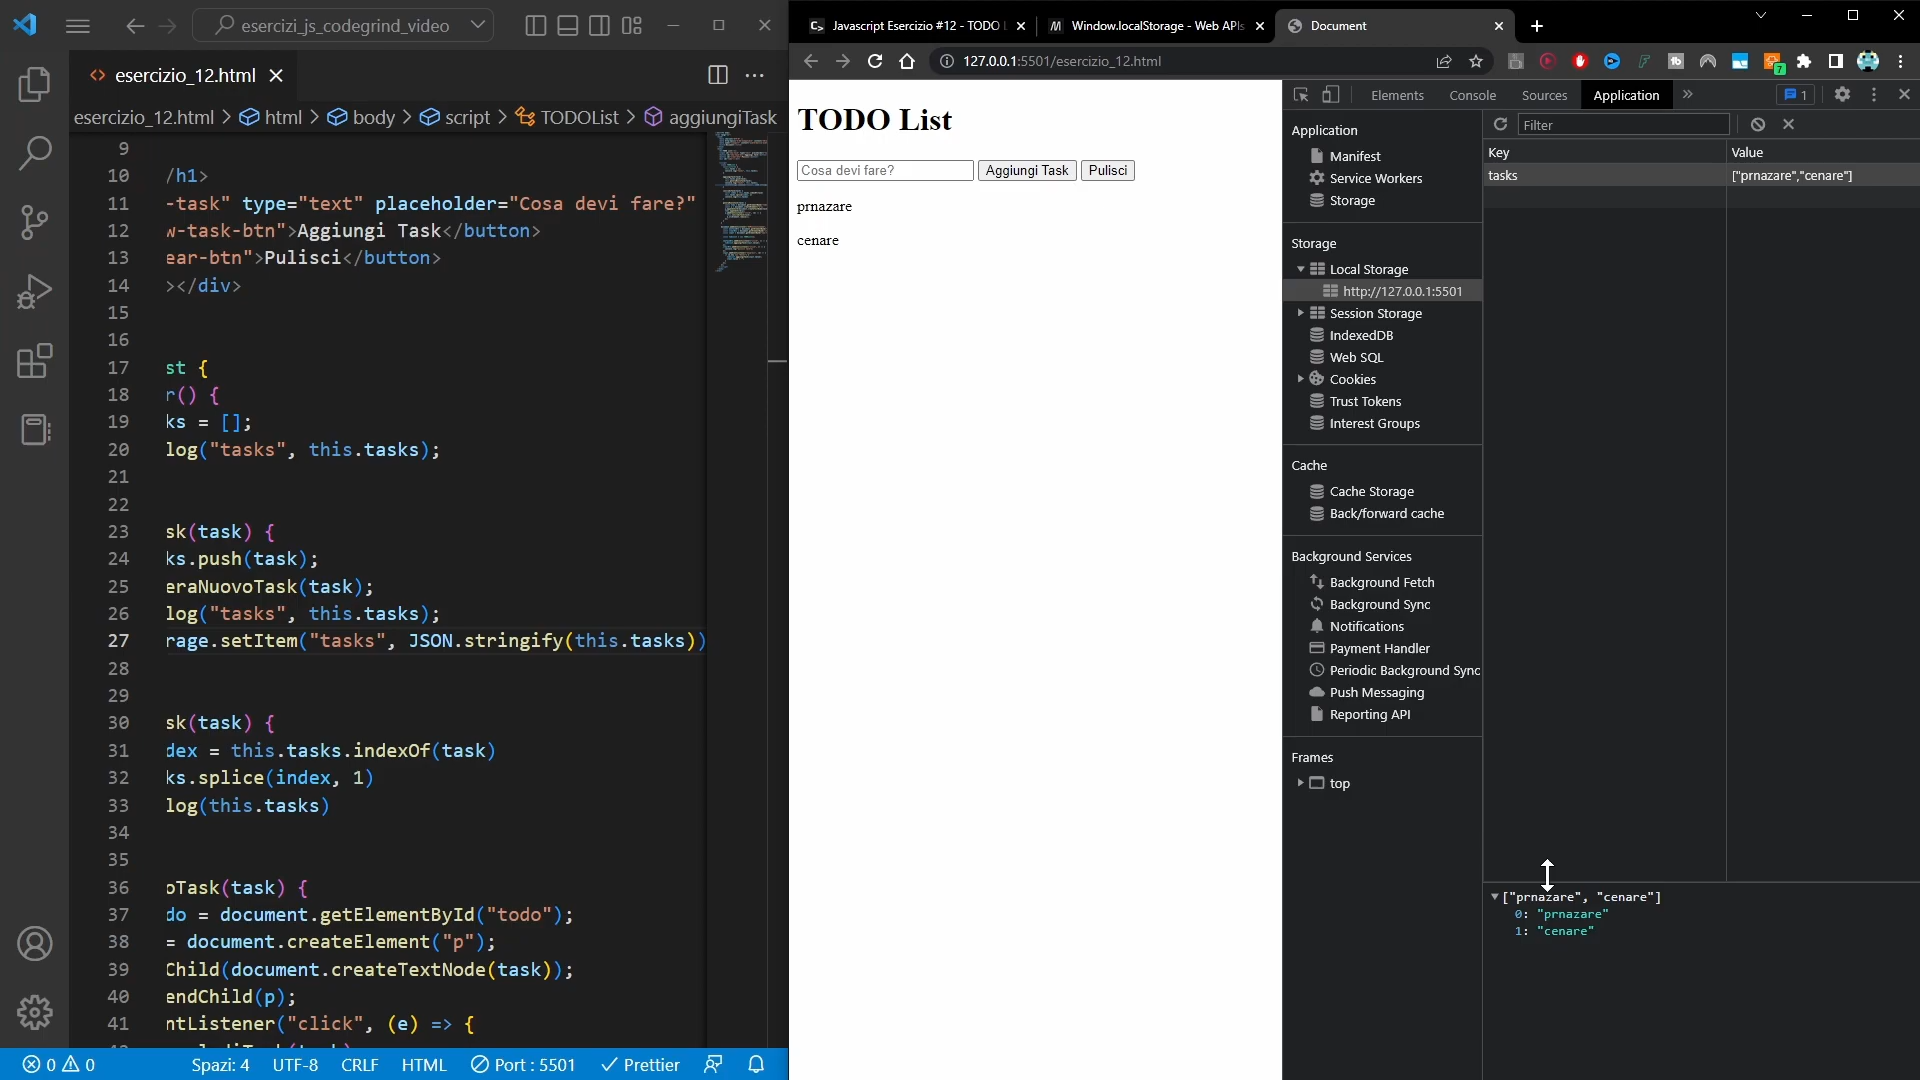 esercizi_js_codegrind_video
esercizio_12.html
esercizio_12.html > html > body > script > TODOList > aggiungiTask
9
10 /h1>
11 -task" type="text" placeholder="Cosa devi fare?"
12 w-task-btn">Aggiungi Task</button>
13 ear-btn">Pulisci</button>
14 ></div>
15
16
17 st {
18 r() {
19 ks = [];
20 log("tasks", this.tasks);
21
22
23 sk(task) {
24 ks.push(task);
25 eraNuovoTask(task);
26 log("tasks", this.tasks);
27 rage.setItem("tasks", JSON.stringify(this.tasks))
28
29
30 sk(task) {
31 dex = this.tasks.indexOf(task)
32 ks.splice(index, 1)
33 log(this.tasks)
34
35
36 oTask(task) {
37 do = document.getElementById("todo");
38 = document.createElement("p");
39 Child(document.createTextNode(task));
40 endChild(p);
41 ntListener("click", (e) => {
0 0 Spazi: 4 UTF-8 CRLF HTML Port : 5501 Prettier
Javascript Esercizio #12 - TODO Window.localStorage - Web APIs Document
127.0.0.1:5501/esercizio_12.html
7
TODO List
Cosa devi fare? Aggiungi Task Pulisci
prnazare
cenare
Elements Console Sources Application » 1
Application
Manifest
Service Workers
Storage
Storage
Local Storage
http://127.0.0.1:5501
Session Storage
IndexedDB
Web SQL
Cookies
Trust Tokens
Interest Groups
Cache
Cache Storage
Back/forward cache
Background Services
Background Fetch
Background Sync
Notifications
Payment Handler
Periodic Background Sync
Push Messaging
Reporting API
Frames
top
Filter
Key Value
tasks ["prnazare","cenare"]
["prnazare", "cenare"]
0: "prnazare"
1: "cenare"